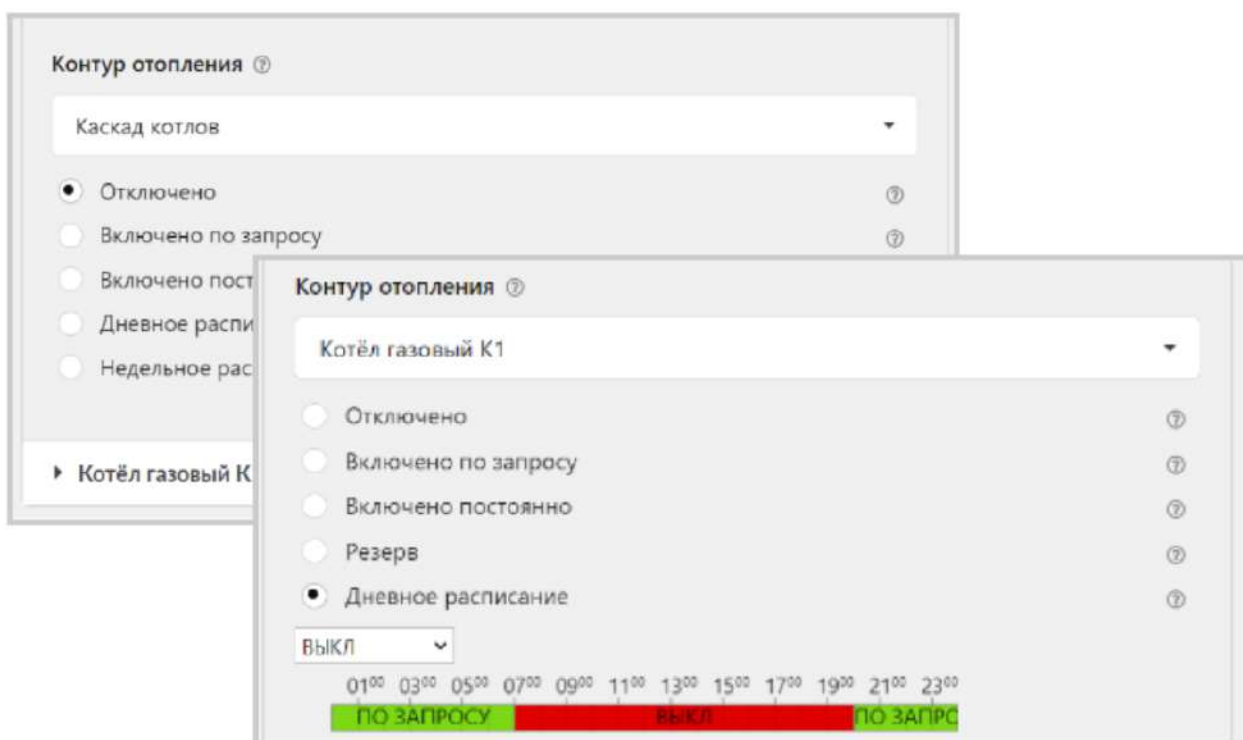 Контур отопления
Каскад котлов
Отключено
Включено по запросу
Включено пост
Дневное распи
Недельное рас
Котёл газовый К
Контур отопления
Котёл газовый К1
Отключено
Включено по запросу
Включено постоянно
Резерв
Дневное расписание
ВЫКЛ
01⁰⁰ 03⁰⁰ 05⁰⁰ 07⁰⁰ 09⁰⁰ 11⁰⁰ 13⁰⁰ 15⁰⁰ 17⁰⁰ 19⁰⁰ 21⁰⁰ 23⁰⁰
ПО ЗАПРОСУ ВЫКЛ ПО ЗАПРО